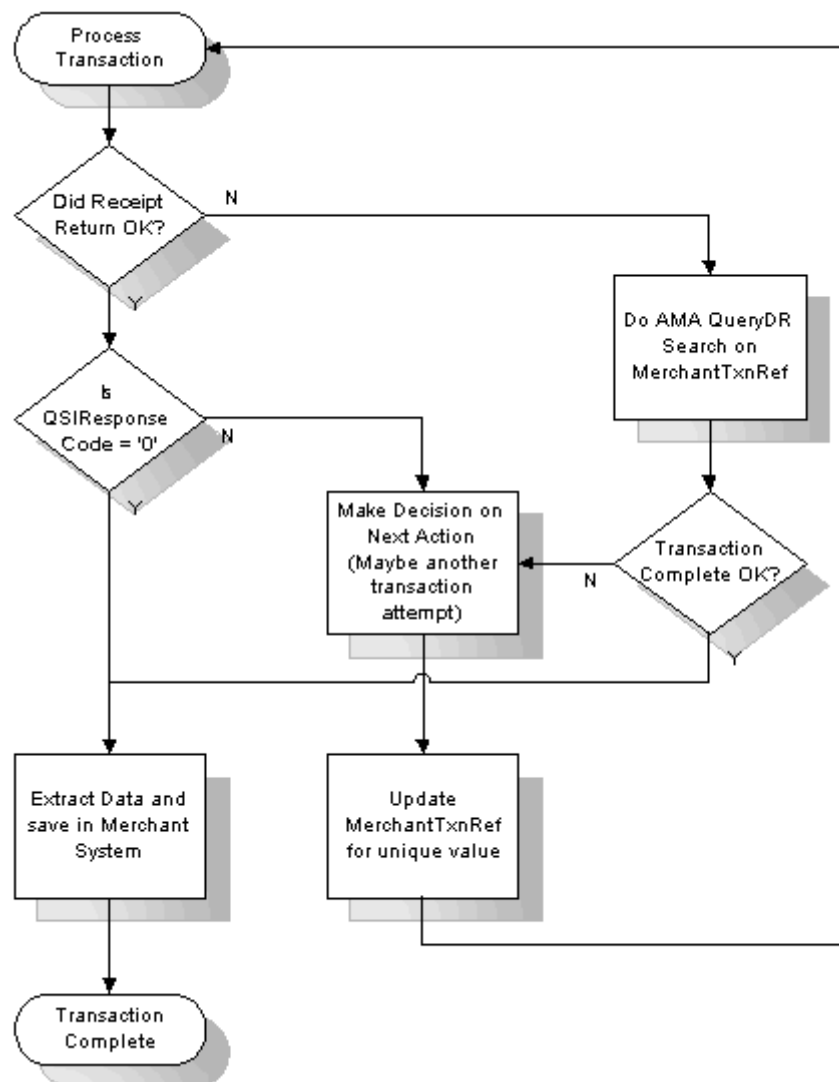 Process
Transaction
Did Receipt
Return OK?
N
Y
Do AMA QueryDR
Search on
MerchantTxnRef
Is
QSIResponse
Code = '0'
N
Y
Make Decision on
Next Action
(Maybe another
transaction
attempt)
Transaction
Complete OK?
N
Y
Extract Data and
save in Merchant
System
Update
MerchantTxnRef
for unique value
Transaction
Complete